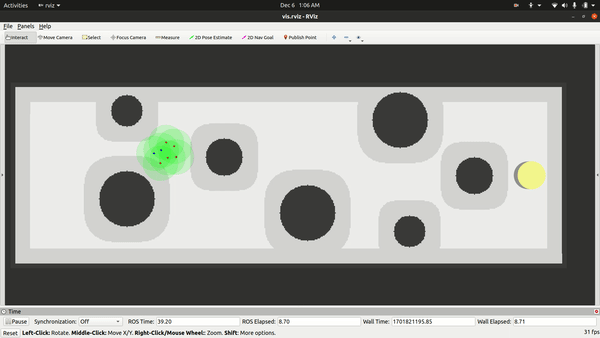 Activities
rviz
Dec 6 1:06 AM
vis.rviz - RViz
File Panels Help
Interact Move Camera Select Focus Camera Measure 2D Pose Estimate 2D Nav Goal Publish Point
Time
Pause Synchronization: Off ROS Time: 39.20 ROS Elapsed: 8.70 Wall Time: 1701821195.85 Wall Elapsed: 8.71
Reset Left-Click: Rotate. Middle-Click: Move X/Y. Right-Click/Mouse Wheel: Zoom. Shift: More options. 31 fps